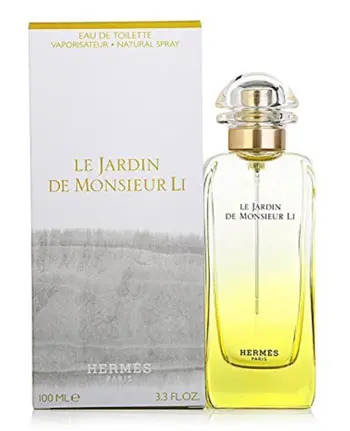 EAU DE TOILETTE
VAPORISATEUR • NATURAL SPRAY
LE JARDIN
DE MONSIEUR LI
HERMÈS
PARIS
100 ML ℮ 3.3 FL.OZ.
LE JARDIN
DE MONSIEUR LI
HERMÈS
PARIS